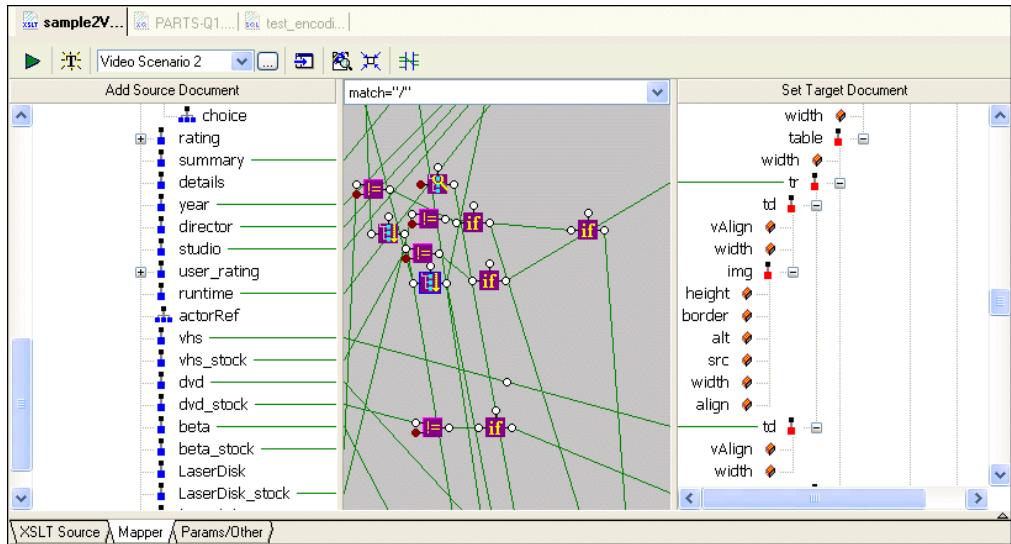 XSLT sample2V... XQ PARTS-Q1.... SQL test_encodi...
Video Scenario 2 ...
Add Source Document
match="/"
Set Target Document
choice
rating
summary
details
year
director
studio
user_rating
runtime
actorRef
vhs
vhs_stock
dvd
dvd_stock
beta
beta_stock
LaserDisk
LaserDisk_stock
!=
!= if if
!=
if
!= if
width
table
width
tr
td
vAlign
width
img
height
border
alt
src
width
align
td
vAlign
width
XSLT Source Mapper Params/Other